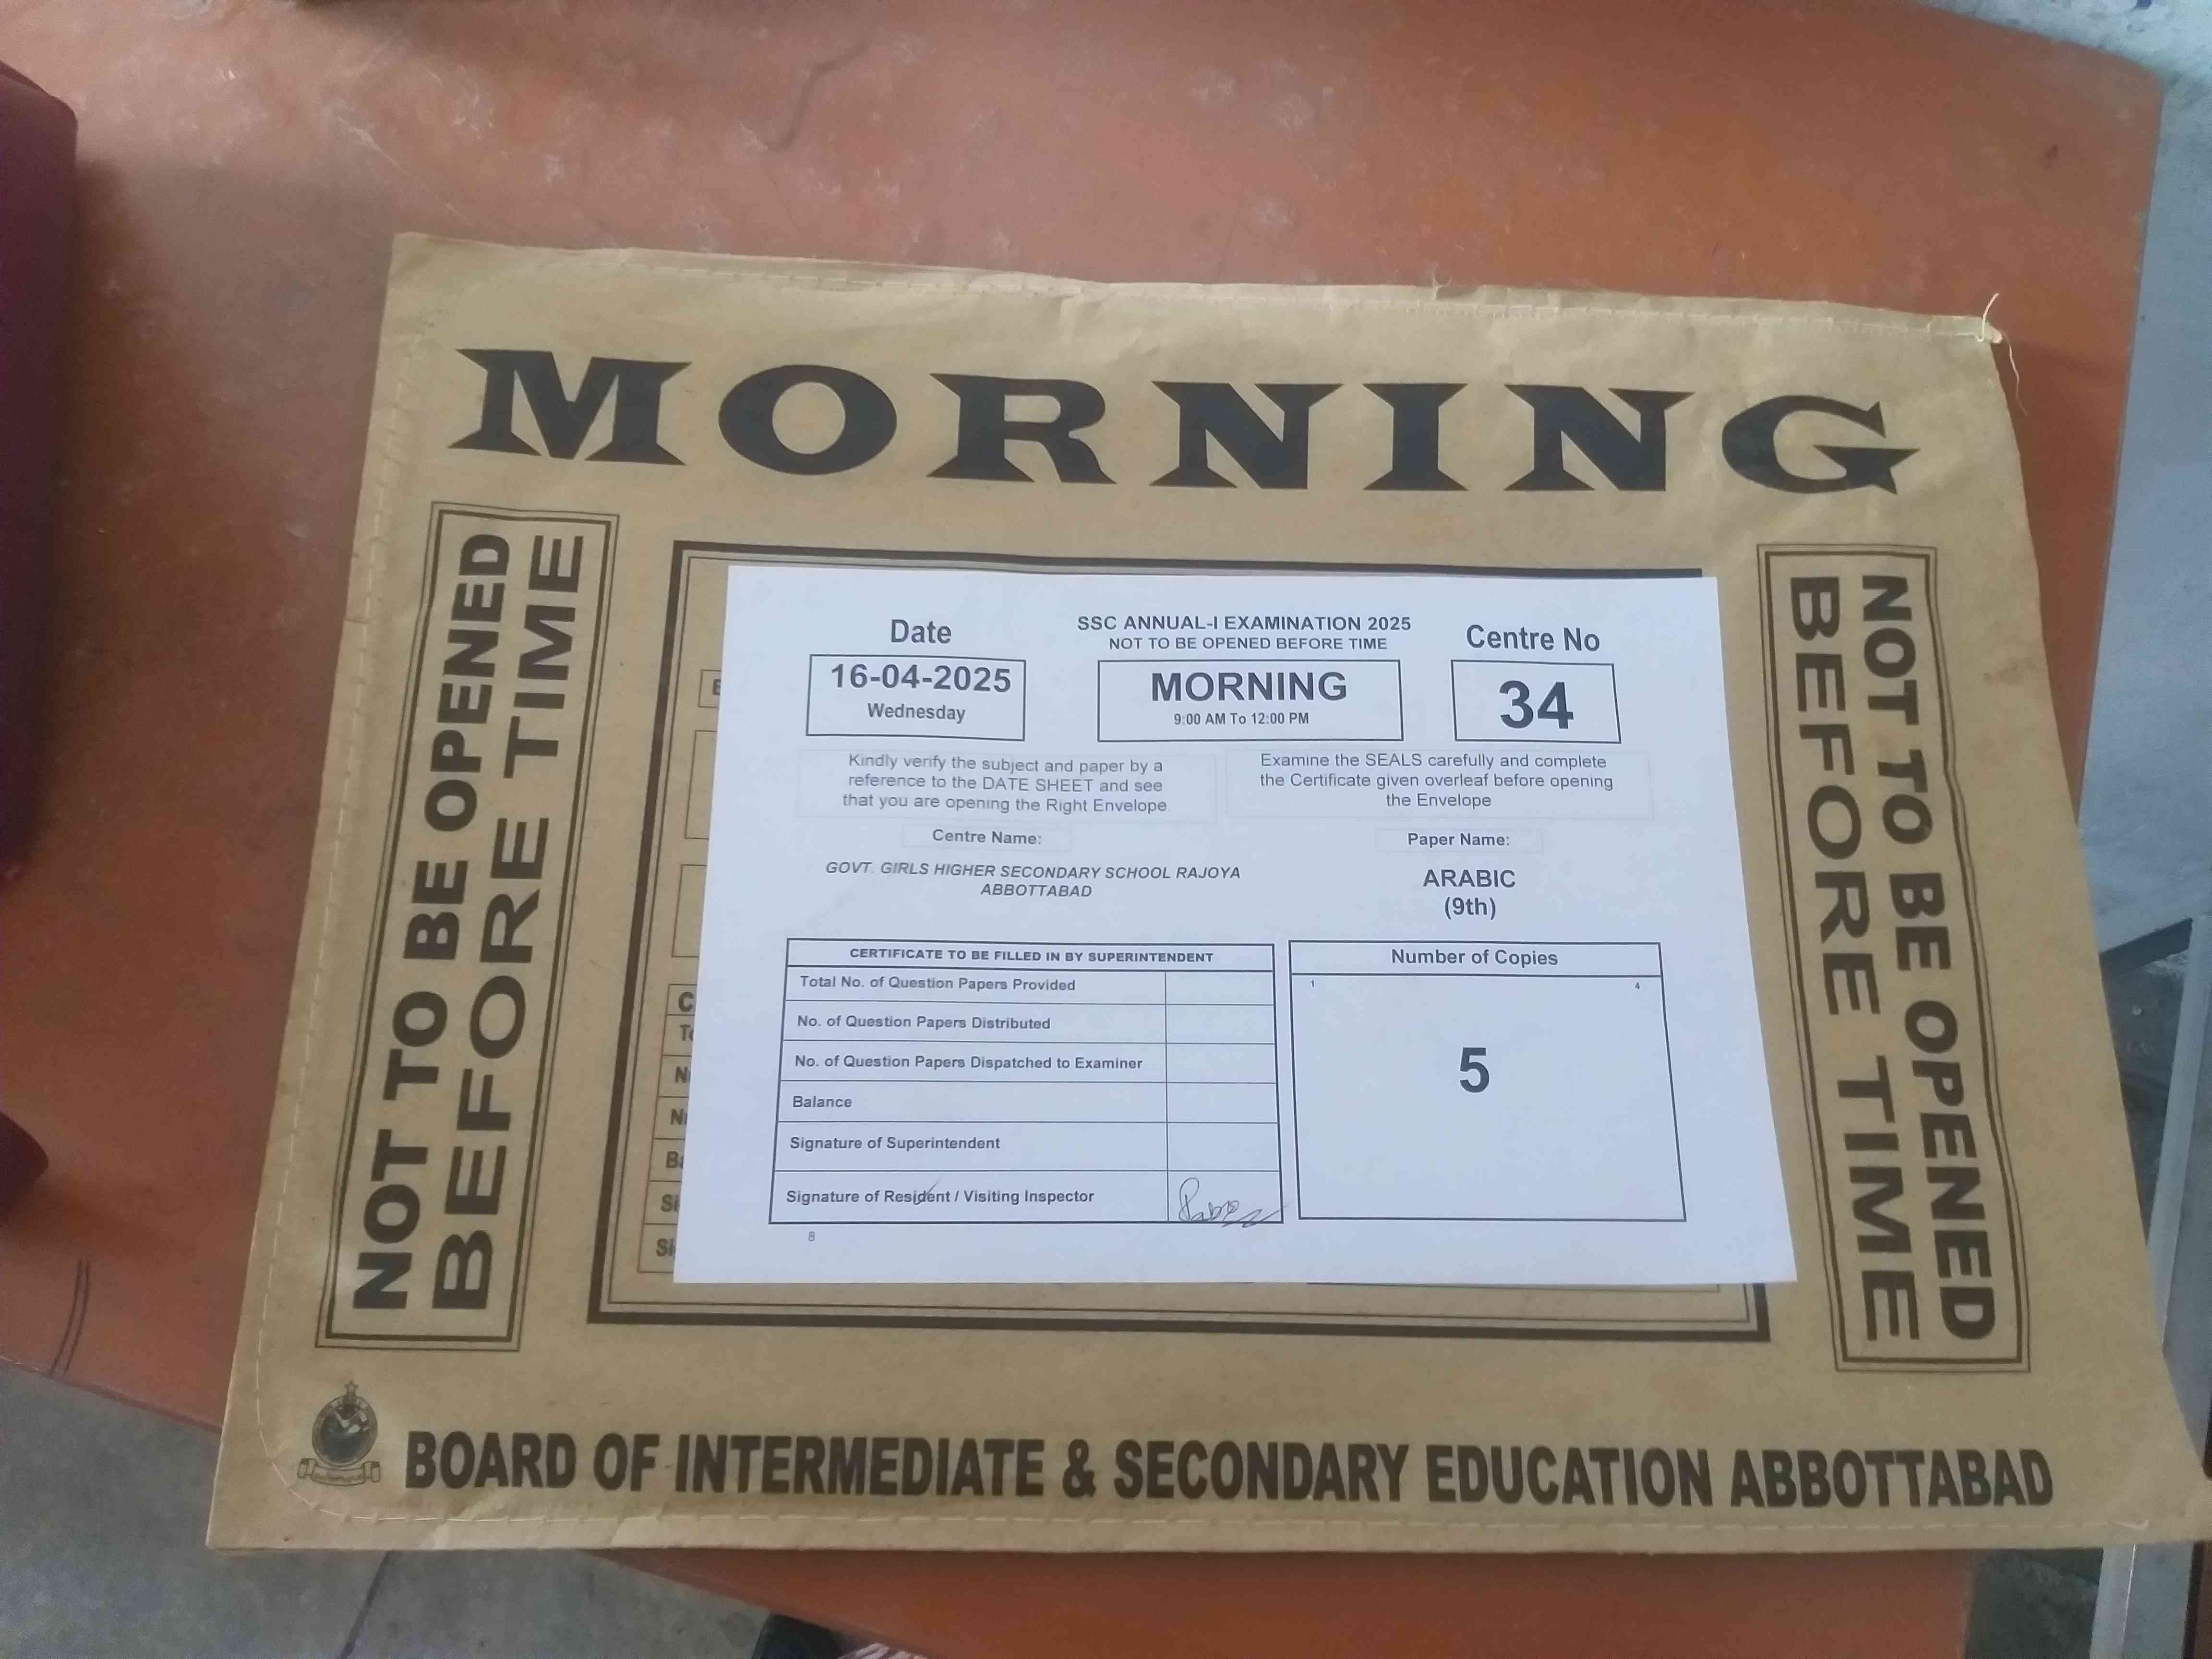 MORNING
NOT TO BE OPENED
BEFORE TIME
Date
16-04-2025
Wednesday
SSC ANNUAL-I EXAMINATION 2025
NOT TO BE OPENED BEFORE TIME
MORNING
9:00 AM To 12:00 PM
Centre No
34
Kindly verify the subject and paper by a
reference to the DATE SHEET and see
that you are opening the Right Envelope
Examine the SEALS carefully and complete
the Certificate given overleaf before opening
the Envelope
Centre Name:
GOVT. GIRLS HIGHER SECONDARY SCHOOL RAJOYA
ABBOTTABAD
Paper Name:
ARABIC
(9th)
CERTIFICATE TO BE FILLED IN BY SUPERINTENDENT
Total No. of Question Papers Provided
No. of Question Papers Distributed
No. of Question Papers Dispatched to Examiner
Balance
Signature of Superintendent
Signature of Resident / Visiting Inspector
Number of Copies
1 4
5
8
NOT TO BE OPENED
BEFORE TIME
BOARD OF INTERMEDIATE & SECONDARY EDUCATION ABBOTTABAD